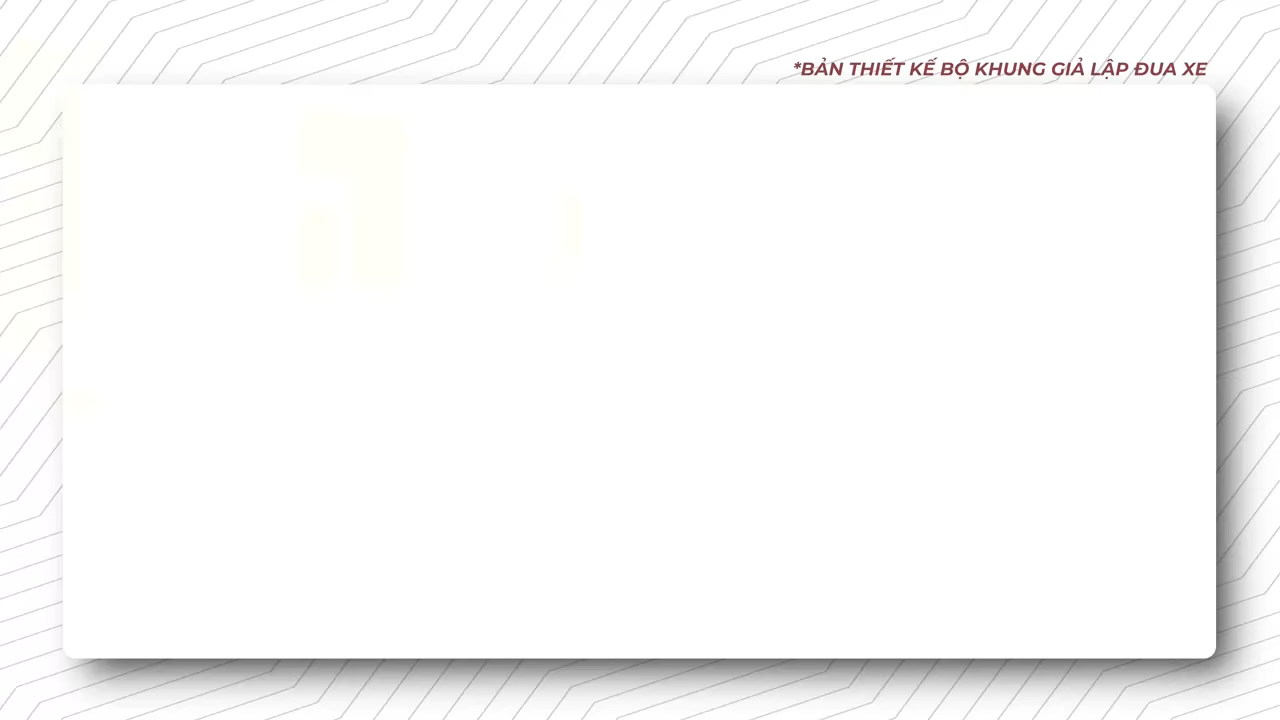 *BẢN THIẾT KẾ BỘ KHUNG GIẢ LẬP ĐUA XE